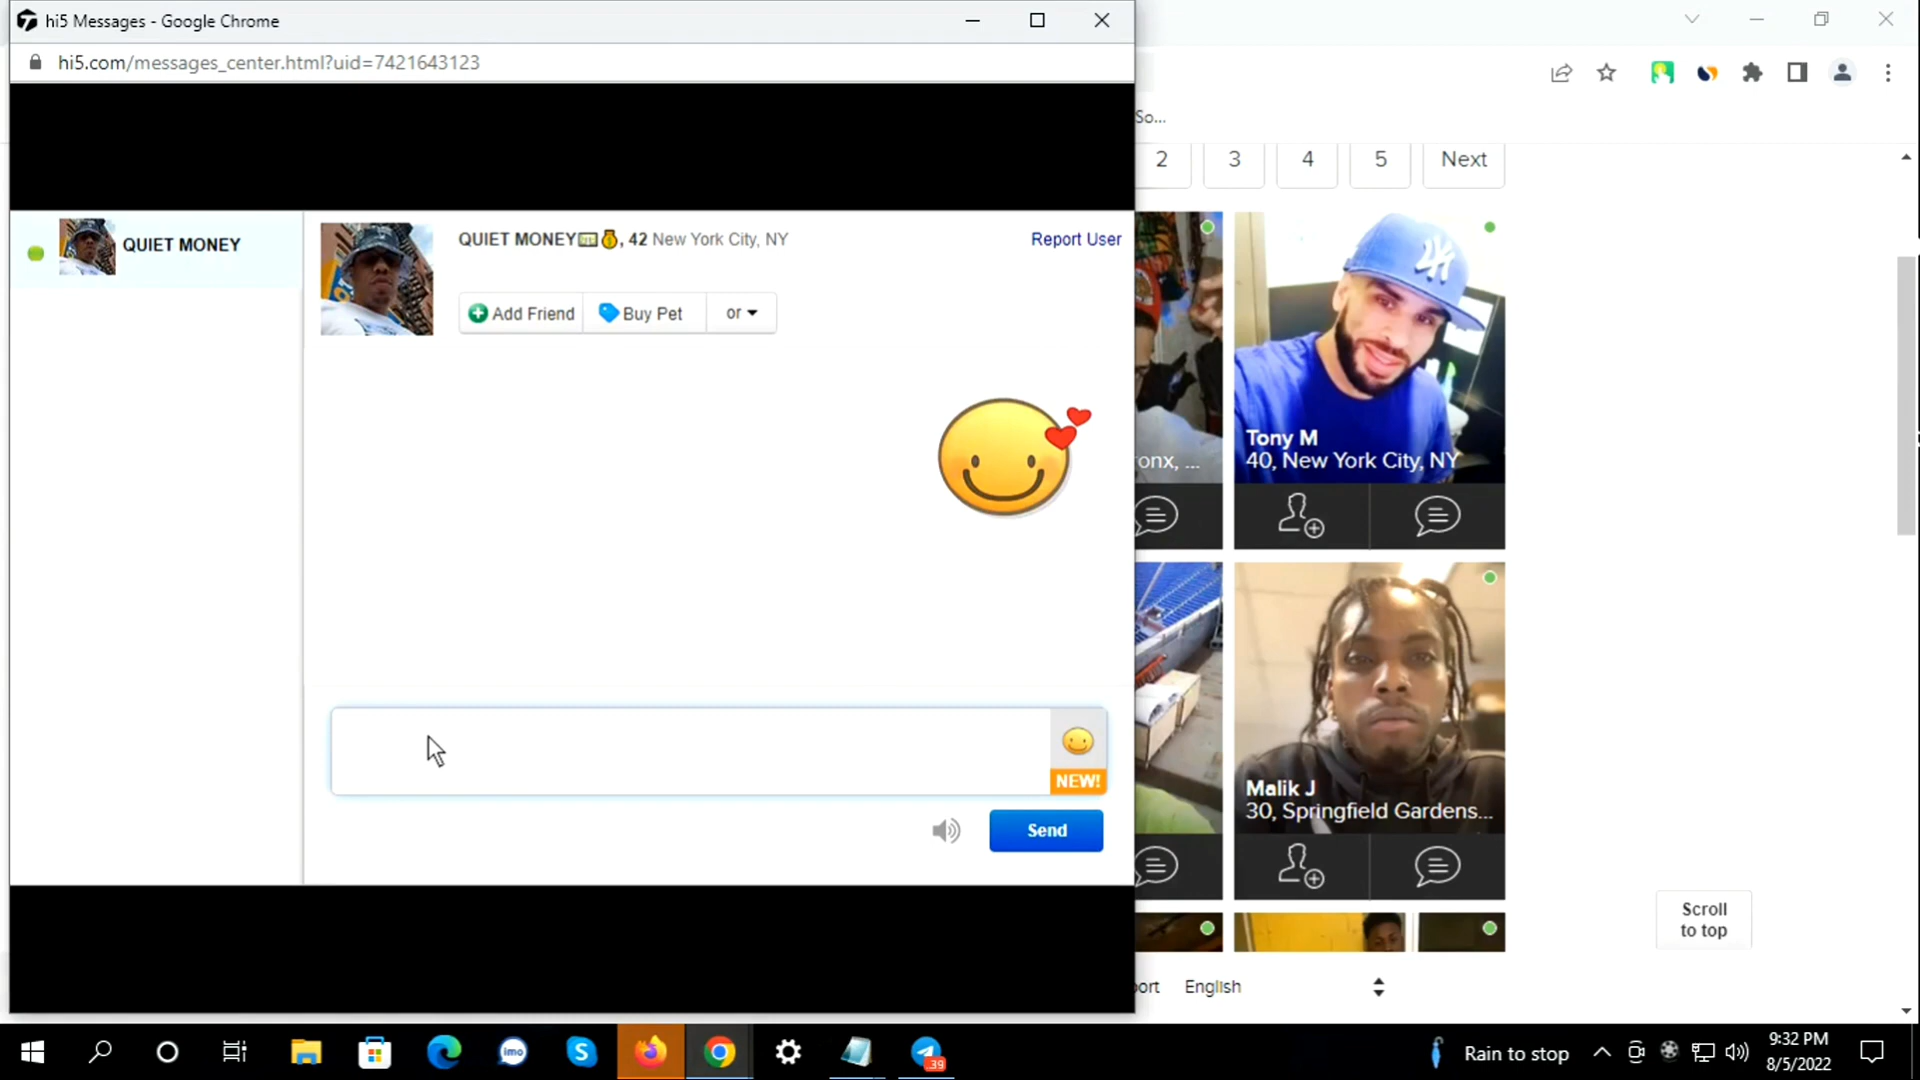 hi5 Messages - Google Chrome
hi5.com/messages_center.html?uid=7421643123
So...
2
3
4
5
Next
QUIET MONEY
QUIET MONEY💵💰, 42 New York City, NY
Report User
Add Friend
Buy Pet
or
onx, ...
Tony M
40, New York City, NY
Malik J
30, Springfield Gardens...
NEW!
Send
Scroll
to top
ort
English
imo
39
Rain to stop
9:32 PM
8/5/2022